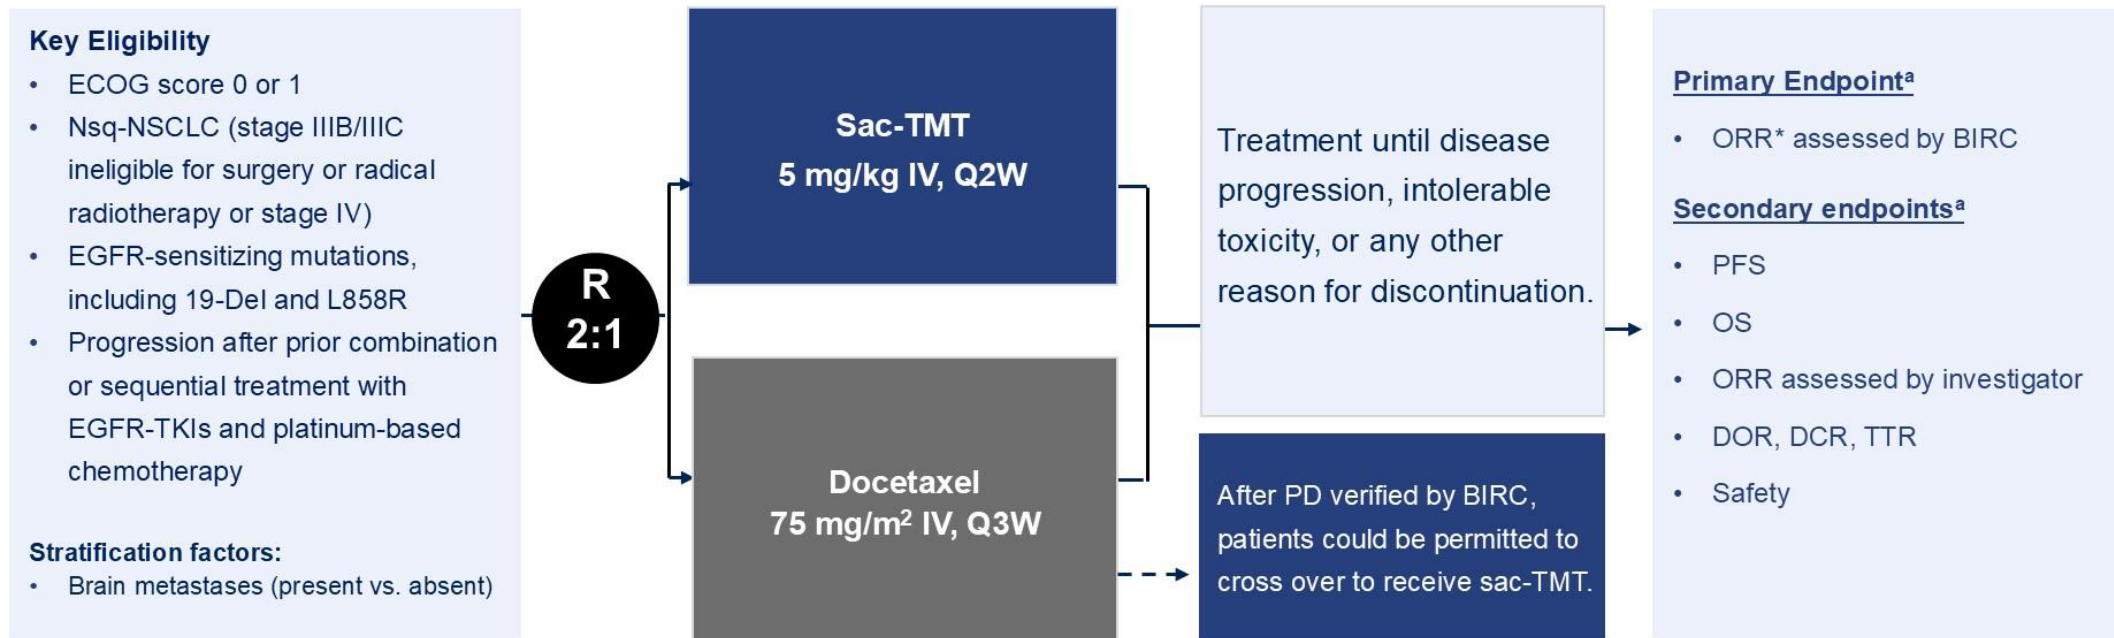 Key Eligibility
• ECOG score 0 or 1
• Nsq-NSCLC (stage IIIB/IIIC
ineligible for surgery or radical
radiotherapy or stage IV)
• EGFR-sensitizing mutations,
including 19-Del and L858R
• Progression after prior combination
or sequential treatment with
EGFR-TKIs and platinum-based
chemotherapy
Stratification factors:
• Brain metastases (present vs. absent)
R
2:1
Sac-TMT
5 mg/kg IV, Q2W
Docetaxel
75 mg/m² IV, Q3W
Treatment until disease
progression, intolerable
toxicity, or any other
reason for discontinuation.
After PD verified by BIRC,
patients could be permitted to
cross over to receive sac-TMT.
Primary Endpointᵃ
• ORR* assessed by BIRC
Secondary endpointsᵃ
• PFS
• OS
• ORR assessed by investigator
• DOR, DCR, TTR
• Safety